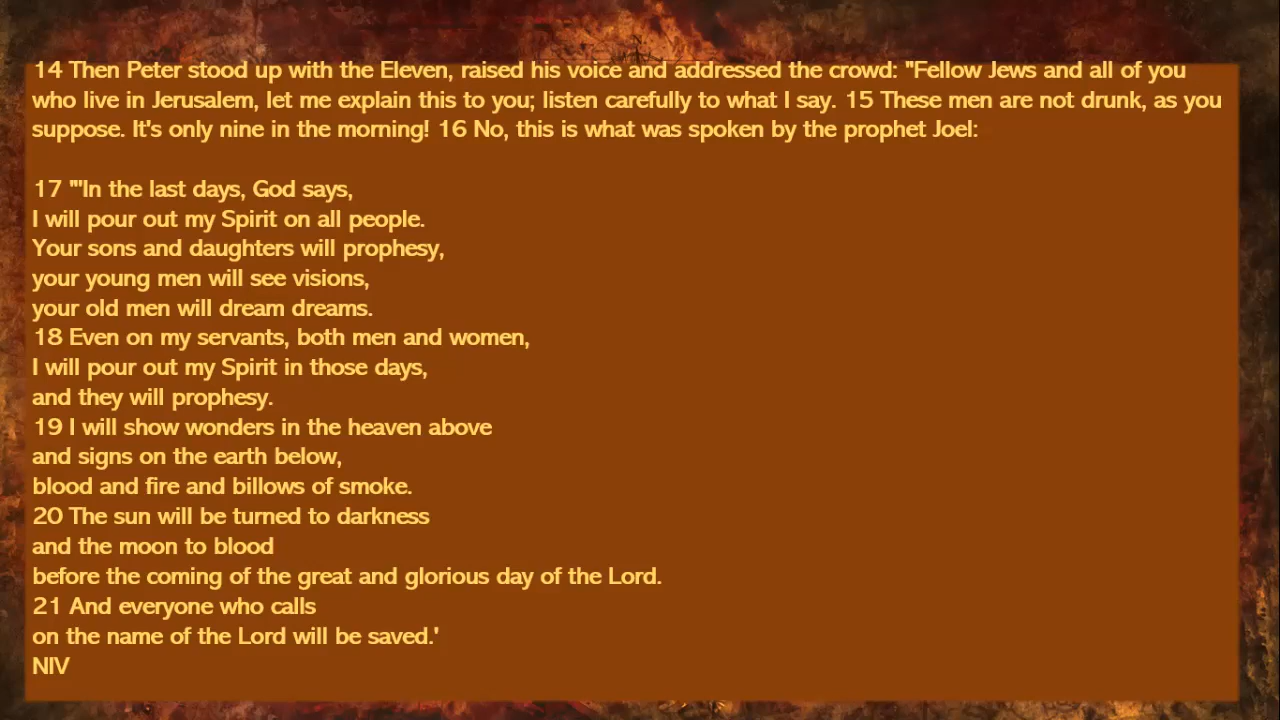 14 Then Peter stood up with the Eleven, raised his voice and addressed the crowd: "Fellow Jews and all of you
who live in Jerusalem, let me explain this to you; listen carefully to what I say. 15 These men are not drunk, as you
suppose. It's only nine in the morning! 16 No, this is what was spoken by the prophet Joel:
17 "'In the last days, God says,
I will pour out my Spirit on all people.
Your sons and daughters will prophesy,
your young men will see visions,
your old men will dream dreams.
18 Even on my servants, both men and women,
I will pour out my Spirit in those days,
and they will prophesy.
19 I will show wonders in the heaven above
and signs on the earth below,
blood and fire and billows of smoke.
20 The sun will be turned to darkness
and the moon to blood
before the coming of the great and glorious day of the Lord.
21 And everyone who calls
on the name of the Lord will be saved.'
NIV